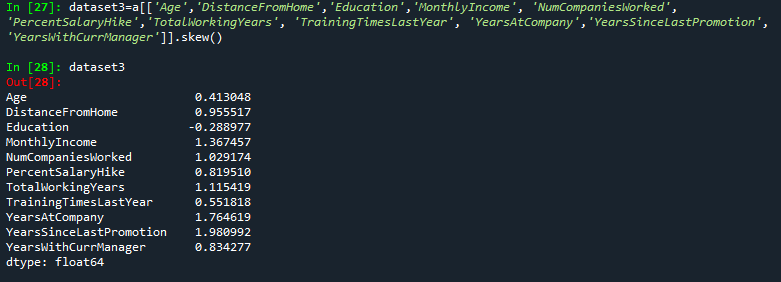 In [27]: dataset3=a[['Age','DistanceFromHome','Education','MonthlyIncome', 'NumCompaniesWorked',
'PercentSalaryHike','TotalWorkingYears', 'TrainingTimesLastYear', 'YearsAtCompany','YearsSinceLastPromotion',
'YearsWithCurrManager']].skew()
In [28]: dataset3
Out[28]:
Age 0.413048
DistanceFromHome 0.955517
Education -0.288977
MonthlyIncome 1.367457
NumCompaniesWorked 1.029174
PercentSalaryHike 0.819510
TotalWorkingYears 1.115419
TrainingTimesLastYear 0.551818
YearsAtCompany 1.764619
YearsSinceLastPromotion 1.980992
YearsWithCurrManager 0.834277
dtype: float64